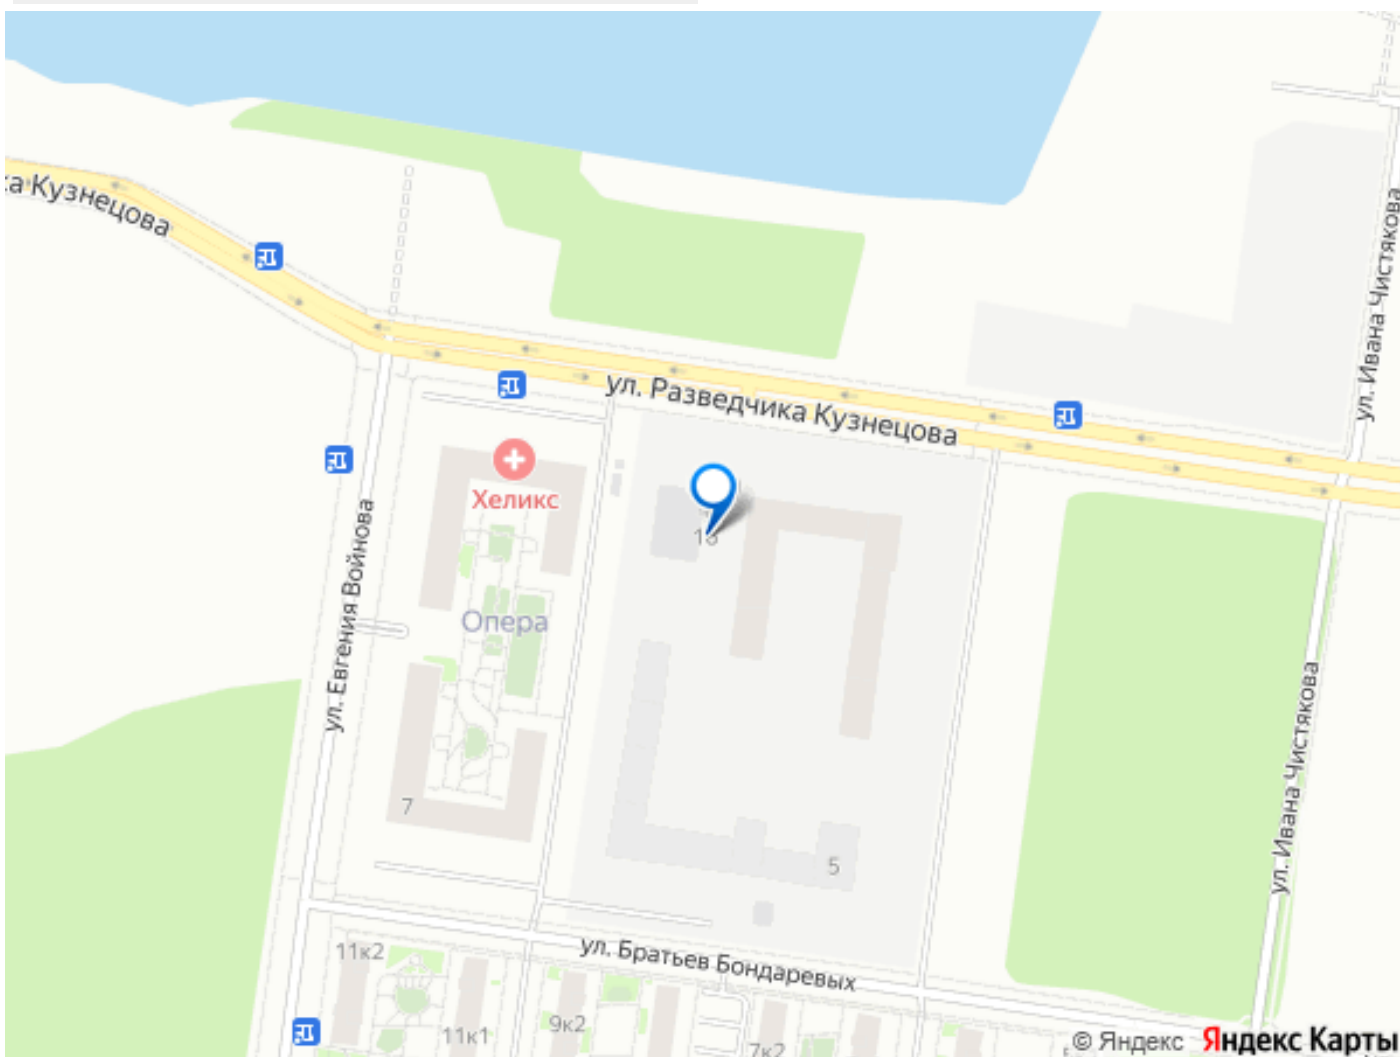 ка Кузнецова
ул. Ивана Чистякова
ул. Разведчика Кузнецова
Хеликс
ул. Евгения Войнова
Опера
ул. Ивана Чистякова
7
5
ул. Братьев Бондаревых
11к2
11к1
9к2
7к2
© Яндекс Яндекс Карты